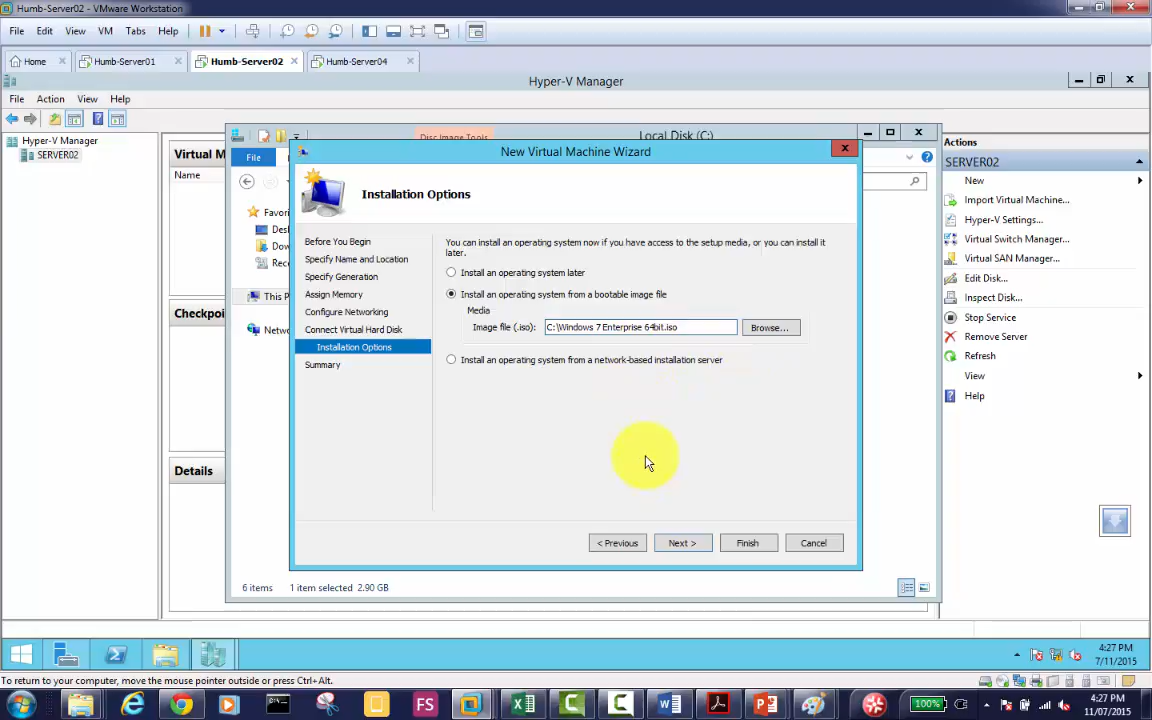 Humb-Server02 - VMware Workstation
File Edit View VM Tabs Help
Home Humb-Server01 Humb-Server02 Humb-Server04
Hyper-V Manager
File Action View Help
Hyper-V Manager
SERVER02
Virtual M
Name
Checkpoin
Details
Disc Image Tools
Local Disk (C:)
File
Favori
Desk
Dow
Rece
This P
Netwo
6 items 1 item selected 2.90 GB
New Virtual Machine Wizard
Installation Options
Before You Begin
Specify Name and Location
Specify Generation
Assign Memory
Configure Networking
Connect Virtual Hard Disk
Installation Options
Summary
You can install an operating system now if you have access to the setup media, or you can install it
later.
Install an operating system later
Install an operating system from a bootable image file
Media
Image file (.iso): C:\Windows 7 Enterprise 64bit.iso Browse...
Install an operating system from a network-based installation server
< Previous Next > Finish Cancel
Actions
SERVER02
New
Import Virtual Machine...
Hyper-V Settings...
Virtual Switch Manager...
Virtual SAN Manager...
Edit Disk...
Inspect Disk...
Stop Service
Remove Server
Refresh
View
Help
4:27 PM
7/11/2015
To return to your computer, move the mouse pointer outside or press Ctrl+Alt.
FS
100%
4:27 PM
11/07/2015